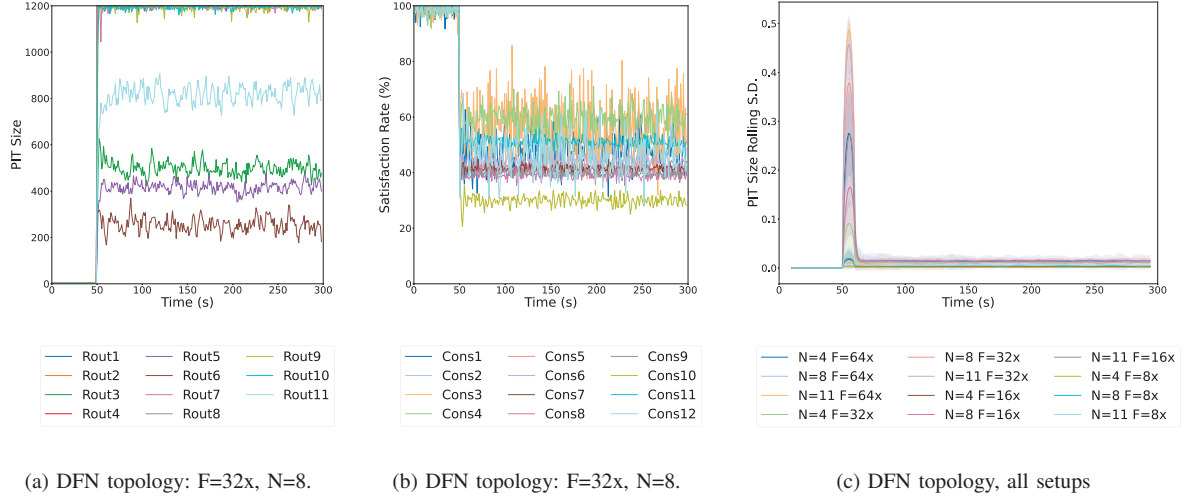 1200
1000
800
600
400
200
0
PIT Size
0 50 100 150 200 250 300
Time (s)
Rout1 Rout5 Rout9
Rout2 Rout6 Rout10
Rout3 Rout7 Rout11
Rout4 Rout8
(a) DFN topology: F=32x, N=8.
100
80
60
40
20
0
Satisfaction Rate (%)
0 50 100 150 200 250 300
Time (s)
Cons1 Cons5 Cons9
Cons2 Cons6 Cons10
Cons3 Cons7 Cons11
Cons4 Cons8 Cons12
(b) DFN topology: F=32x, N=8.
0.5
0.4
0.3
0.2
0.1
0.0
PIT Size Rolling S.D.
0 50 100 150 200 250 300
Time (s)
N=4 F=64x N=8 F=32x N=11 F=16x
N=8 F=64x N=11 F=32x N=4 F=8x
N=11 F=64x N=4 F=16x N=8 F=8x
N=4 F=32x N=8 F=16x N=11 F=8x
(c) DFN topology, all setups